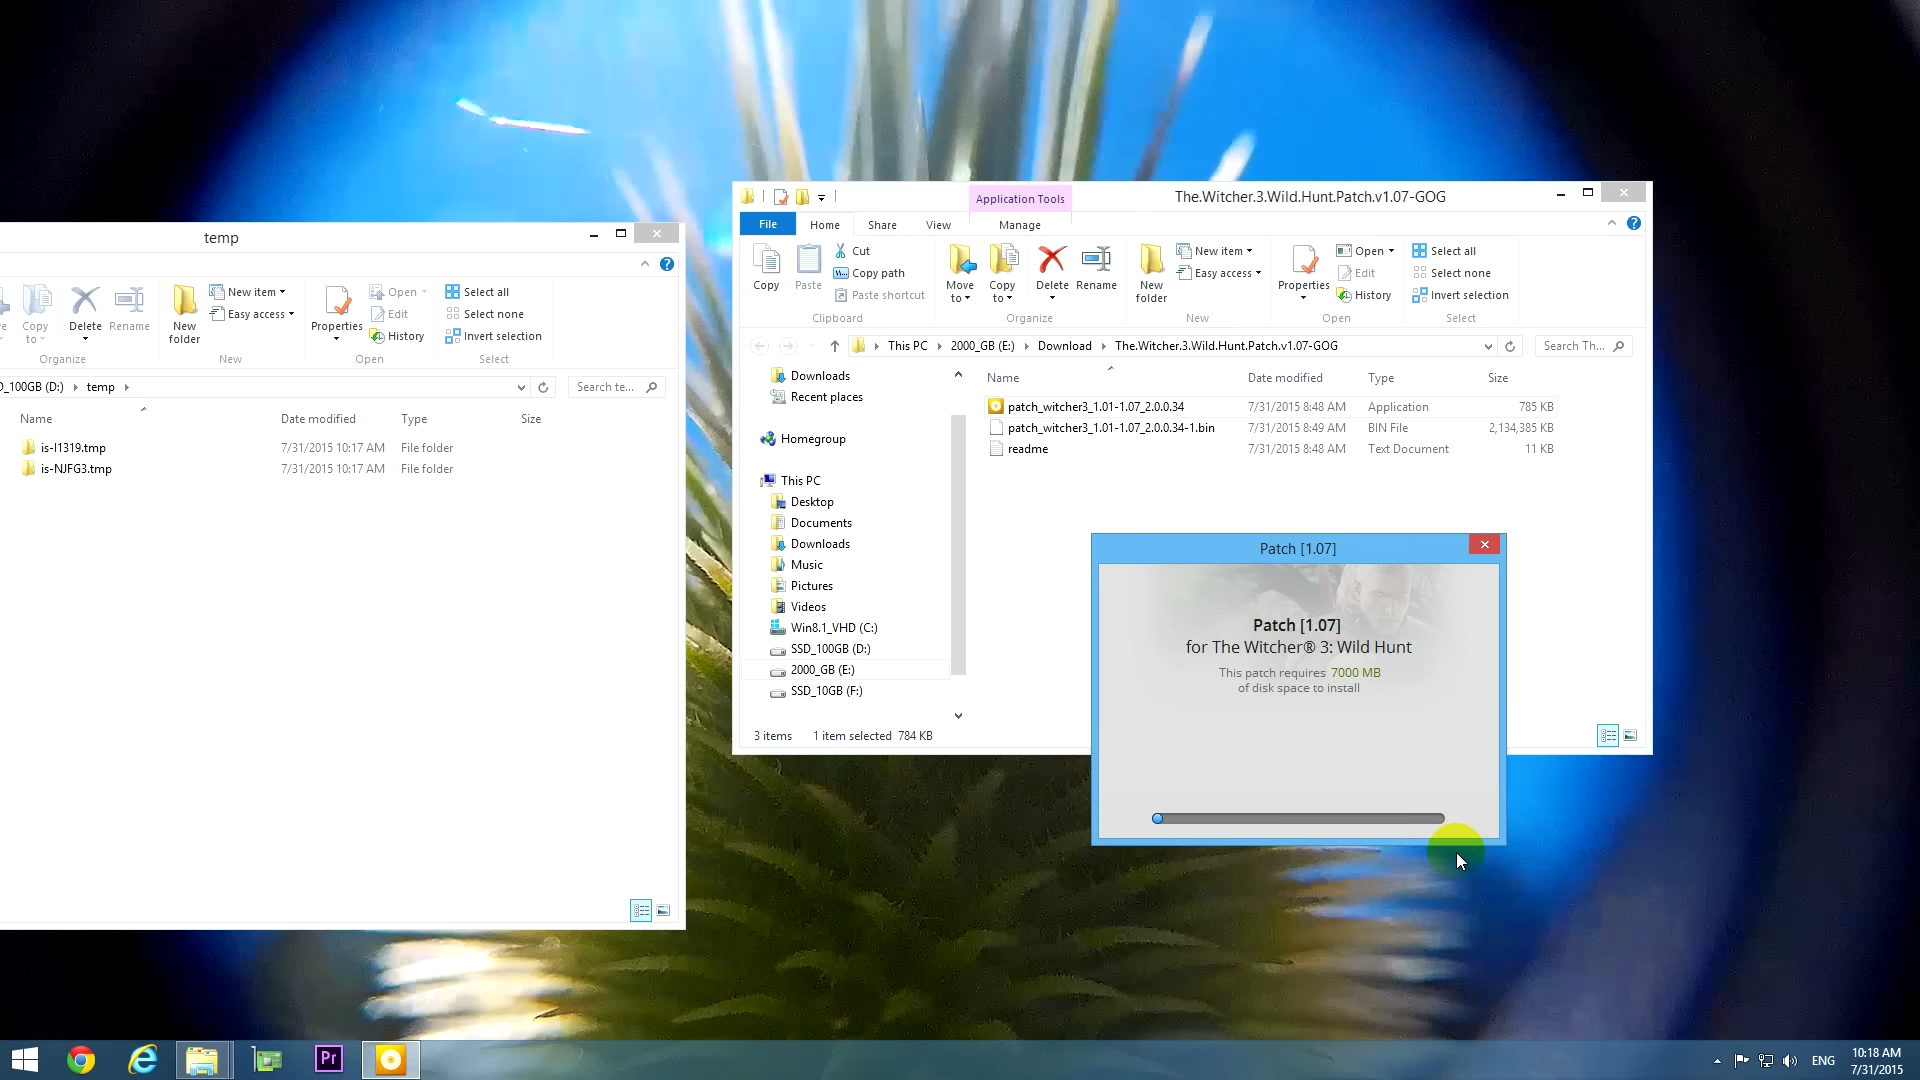 temp
New item
Easy access
Open
Edit
History
Select all
Select none
Invert selection
Copy to
Delete
Rename
New folder
Properties
Organize
New
Open
Select
(D:)
temp
Search te...
Name
Date modified
Type
Size
is-I1319.tmp
7/31/2015 10:17 AM
File folder
is-NJFG3.tmp
7/31/2015 10:17 AM
File folder
Application Tools
The.Witcher.3.Wild.Hunt.Patch.v1.07-GOG
File
Home
Share
View
Manage
Copy
Paste
Cut
Copy path
Paste shortcut
Move to
Copy to
Delete
Rename
New folder
New item
Easy access
Properties
Open
Edit
History
Select all
Select none
Invert selection
Clipboard
Organize
New
Open
Select
This PC
2000_GB (E:)
Download
The.Witcher.3.Wild.Hunt.Patch.v1.07-GOG
Search Th...
Downloads
Recent places
Homegroup
This PC
Desktop
Documents
Downloads
Music
Pictures
Videos
Win8.1_VHD (C:)
SSD_100GB (D:)
2000_GB (E:)
SSD_10GB (F:)
Name
Date modified
Type
Size
patch_witcher3_1.01-1.07_2.0.0.34
7/31/2015 8:48 AM
Application
785 KB
patch_witcher3_1.01-1.07_2.0.0.34-1.bin
7/31/2015 8:49 AM
BIN File
2,134,385 KB
readme
7/31/2015 8:48 AM
Text Document
11 KB
3 items
1 item selected 784 KB
Patch [1.07]
Patch [1.07]
for The Witcher® 3: Wild Hunt
This patch requires 7000 MB
of disk space to install
Pr
ENG
10:18 AM
7/31/2015